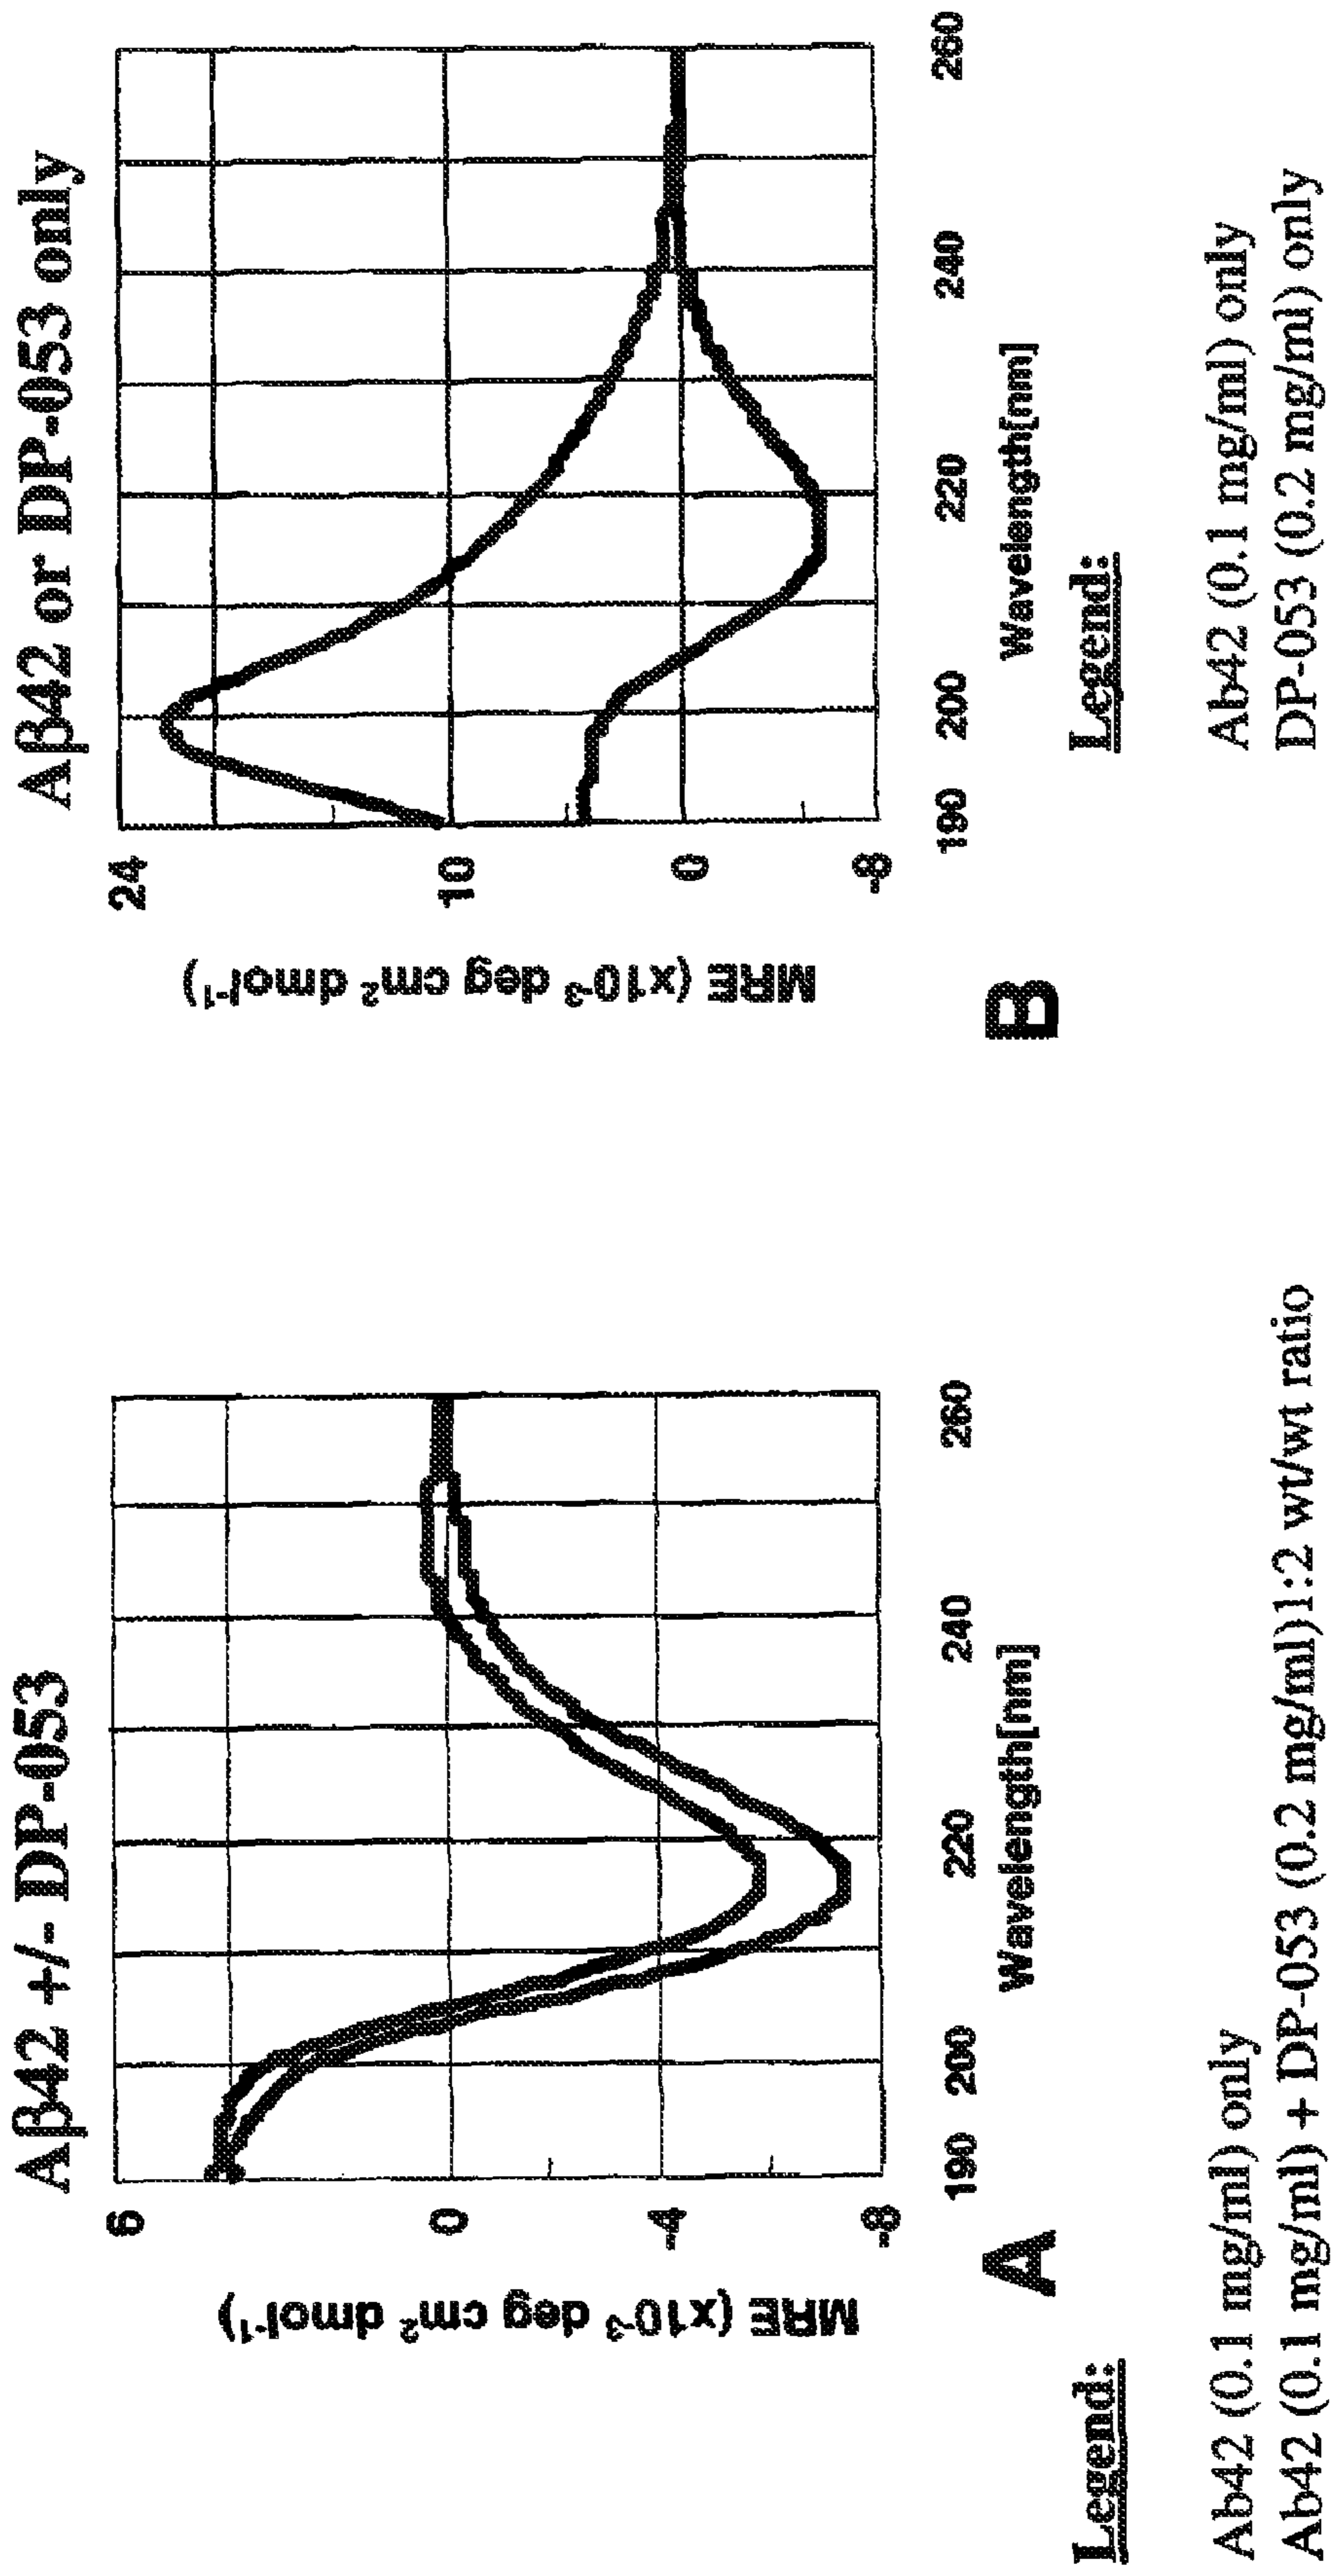 Aβ42 +/- DP-053
6
0
-4
-8
MRE (x10⁻³ deg cm² dmol⁻¹)
190 200 220 240 260
Wavelength[nm]
A
Legend:
Ab42 (0.1 mg/ml) only
Ab42 (0.1 mg/ml) + DP-053 (0.2 mg/ml)1:2 wt/wt ratio
Aβ42 or DP-053 only
24
10
0
-8
MRE (x10⁻³ deg cm² dmol⁻¹)
190 200 220 240 260
Wavelength[nm]
B
Legend:
Ab42 (0.1 mg/ml) only
DP-053 (0.2 mg/ml) only